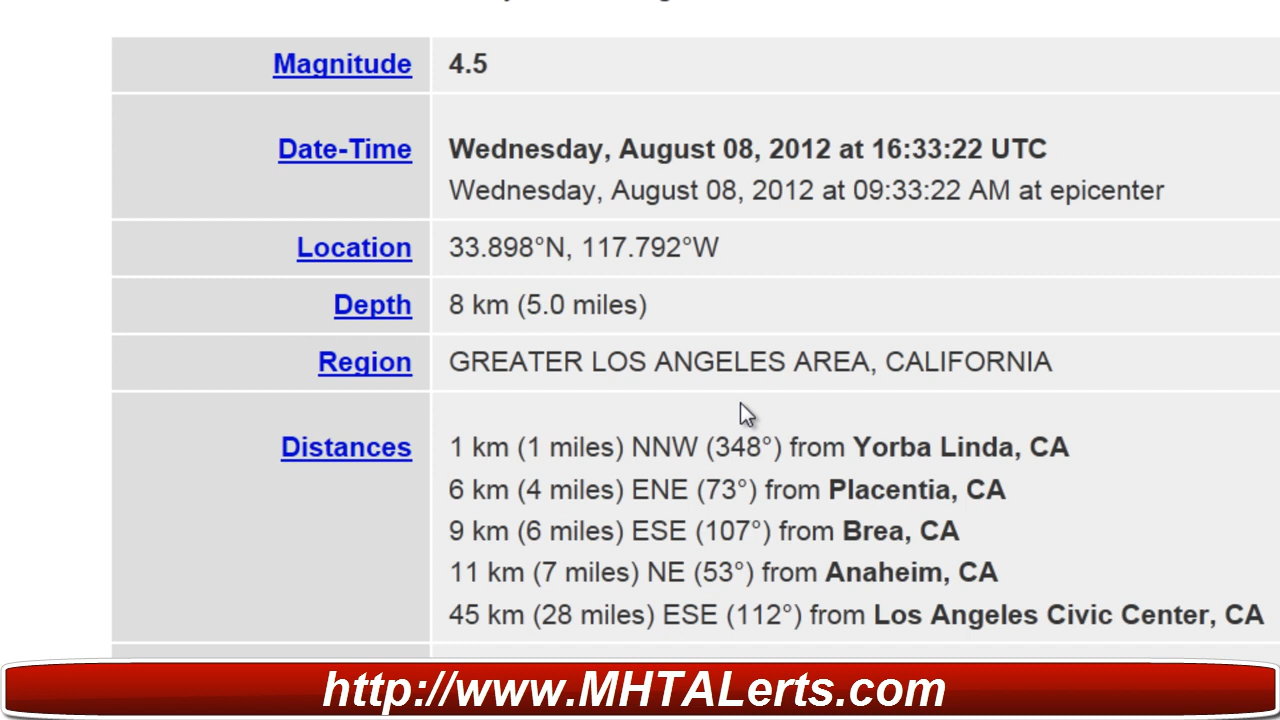 Magnitude 4.5
Date-Time Wednesday, August 08, 2012 at 16:33:22 UTC
Wednesday, August 08, 2012 at 09:33:22 AM at epicenter
Location 33.898°N, 117.792°W
Depth 8 km (5.0 miles)
Region GREATER LOS ANGELES AREA, CALIFORNIA
Distances 1 km (1 miles) NNW (348°) from Yorba Linda, CA
6 km (4 miles) ENE (73°) from Placentia, CA
9 km (6 miles) ESE (107°) from Brea, CA
11 km (7 miles) NE (53°) from Anaheim, CA
45 km (28 miles) ESE (112°) from Los Angeles Civic Center, CA
http://www.MHTALerts.com